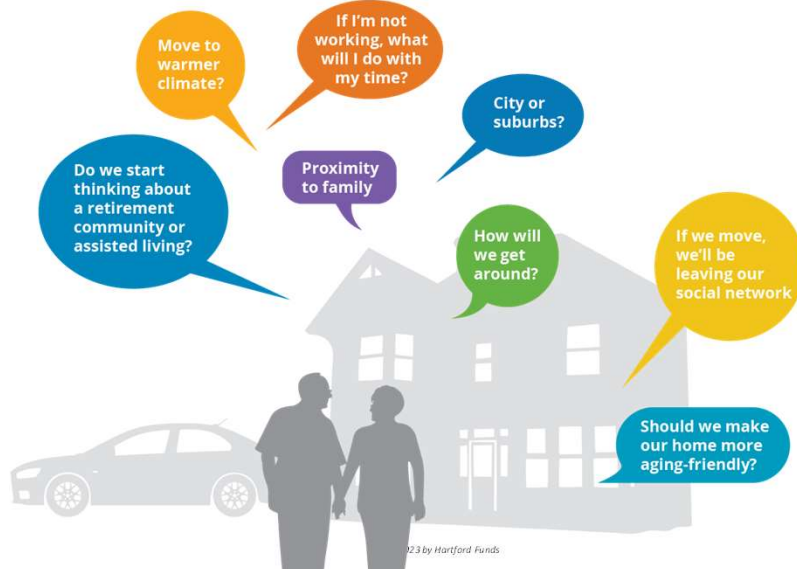 If I'm not
working, what
will I do with
my time?
Move to
warmer
climate?
City or
suburbs?
Do we start
thinking about
a retirement
community or
assisted living?
Proximity
to family
How will
we get
around?
If we move,
we'll be
leaving our
social network
Should we make
our home more
aging-friendly?
by Hartford Funds